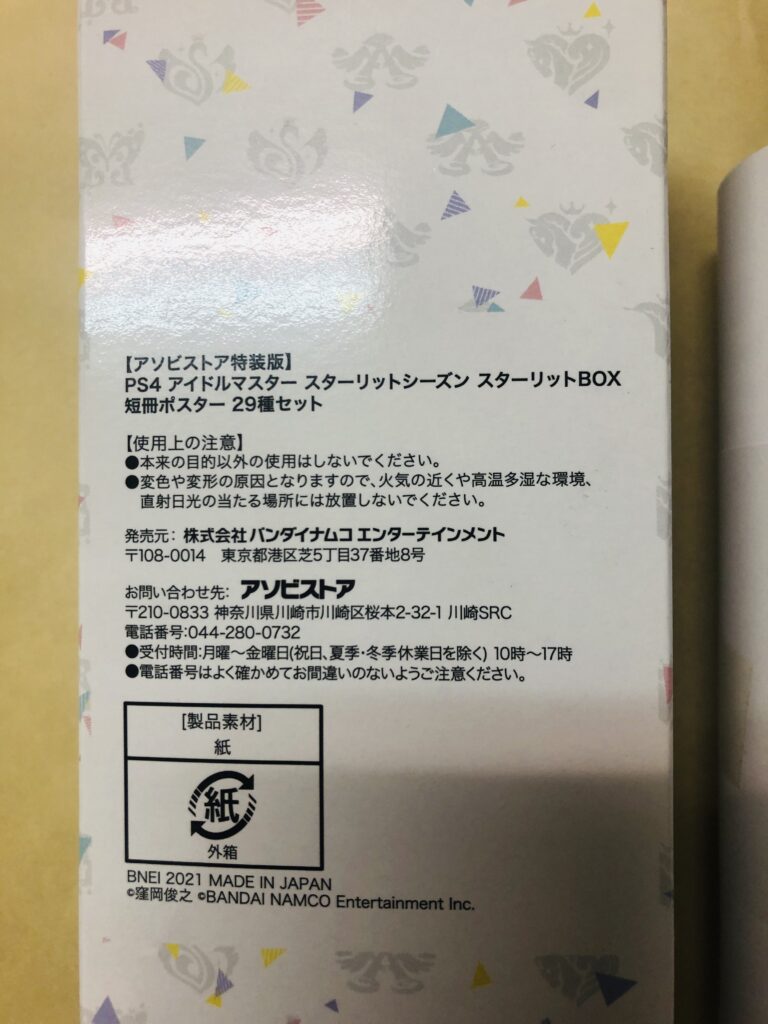 【アソビストア特装版】
PS4 アイドルマスター スターリットシーズン スターリットBOX
短冊ポスター 29種セット
【使用上の注意】
●本来の目的以外の使用はしないでください。
●変色や変形の原因となりますので、火気の近くや高温多湿な環境、
直射日光の当たる場所には放置しないでください。
発売元: 株式会社バンダイナムコエンターテインメント
〒108-0014 東京都港区芝5丁目37番地8号
お問い合わせ先: アソビストア
〒210-0833 神奈川県川崎市川崎区桜本2-32-1 川崎SRC
電話番号:044-280-0732
●受付時間:月曜～金曜日(祝日、夏季・冬季休業日を除く) 10時～17時
●電話番号はよく確かめてお間違いのないようご注意ください。
[製品素材]
紙
紙
外箱
BNEI 2021 MADE IN JAPAN
©窪岡俊之 ©BANDAI NAMCO Entertainment Inc.